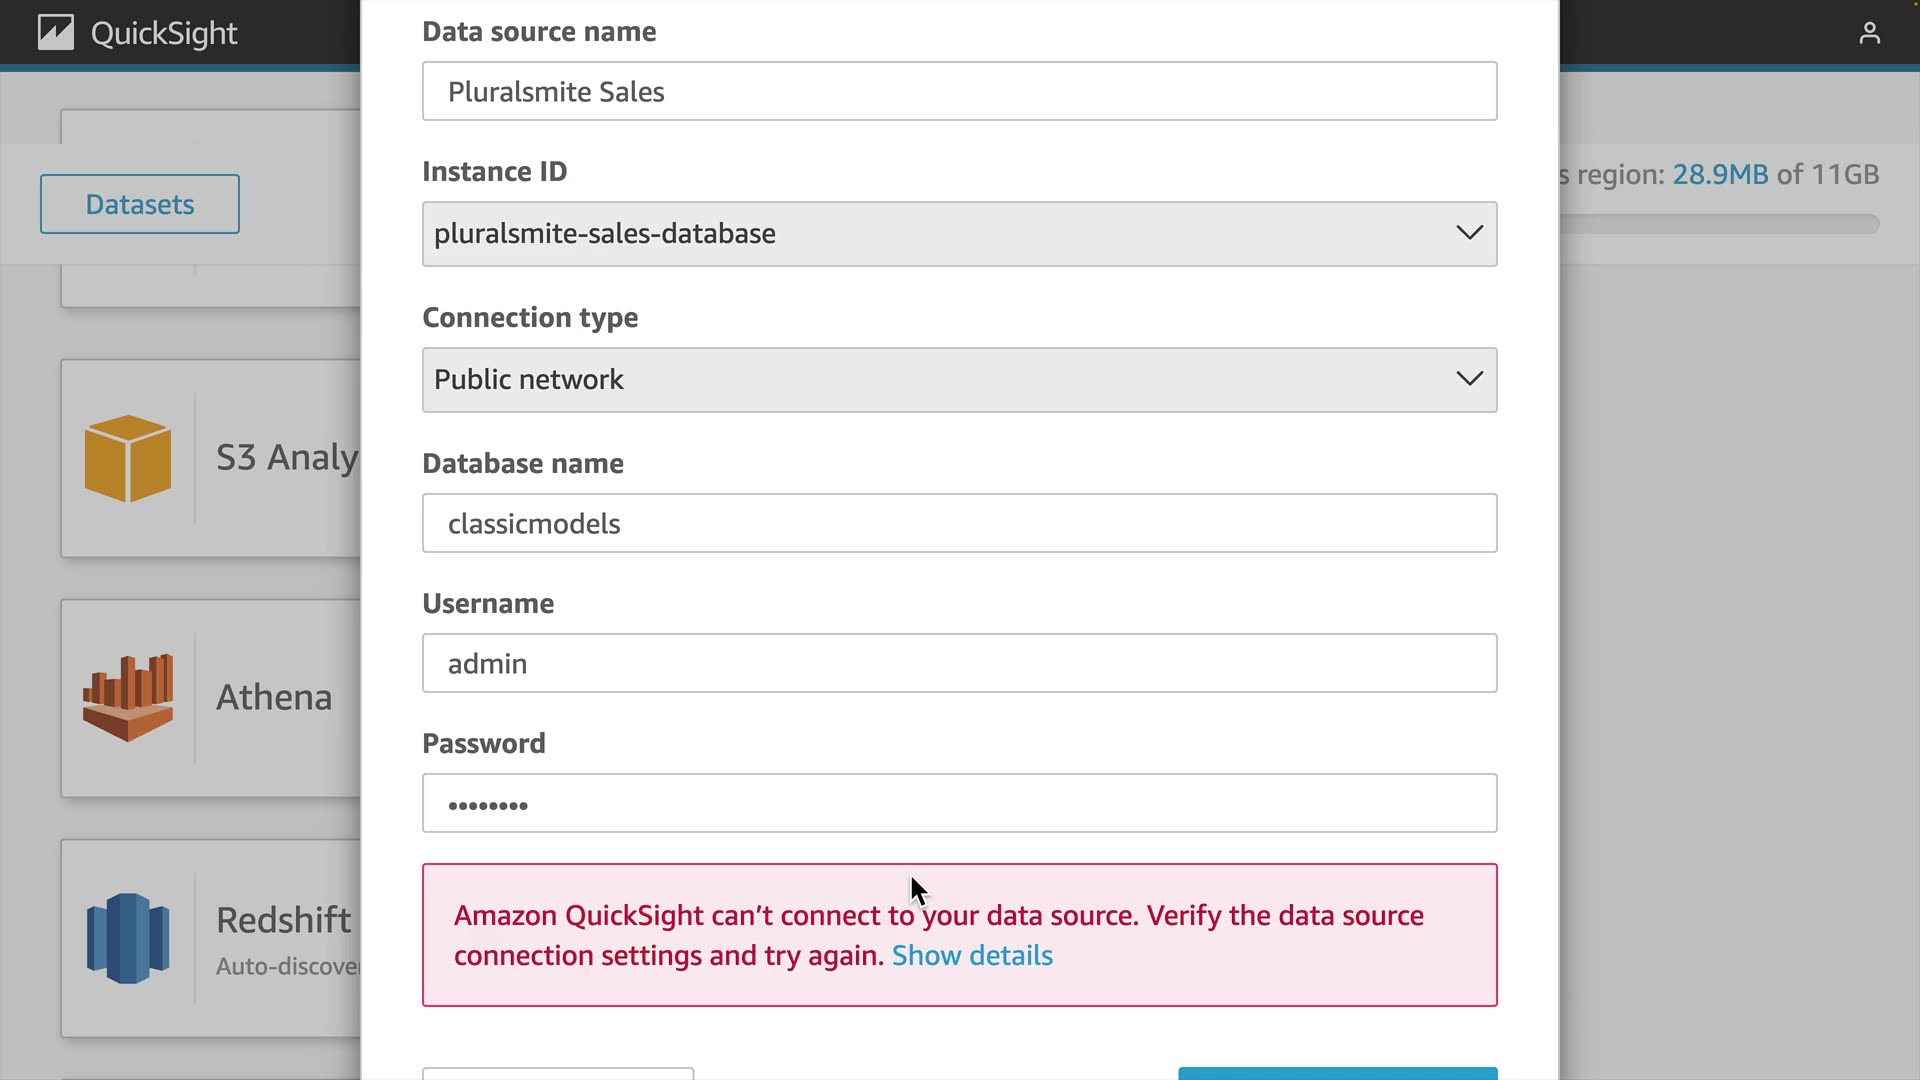 QuickSight
Data source name
Pluralsmite Sales
Instance ID
pluralsmite-sales-database
Datasets
s region: 28.9MB of 11GB
Connection type
Public network
Database name
classicmodels
S3 Analy
Username
admin
Athena
Password
••••••••
Amazon QuickSight can't connect to your data source. Verify the data source
connection settings and try again. Show details
Redshift
Auto-discove